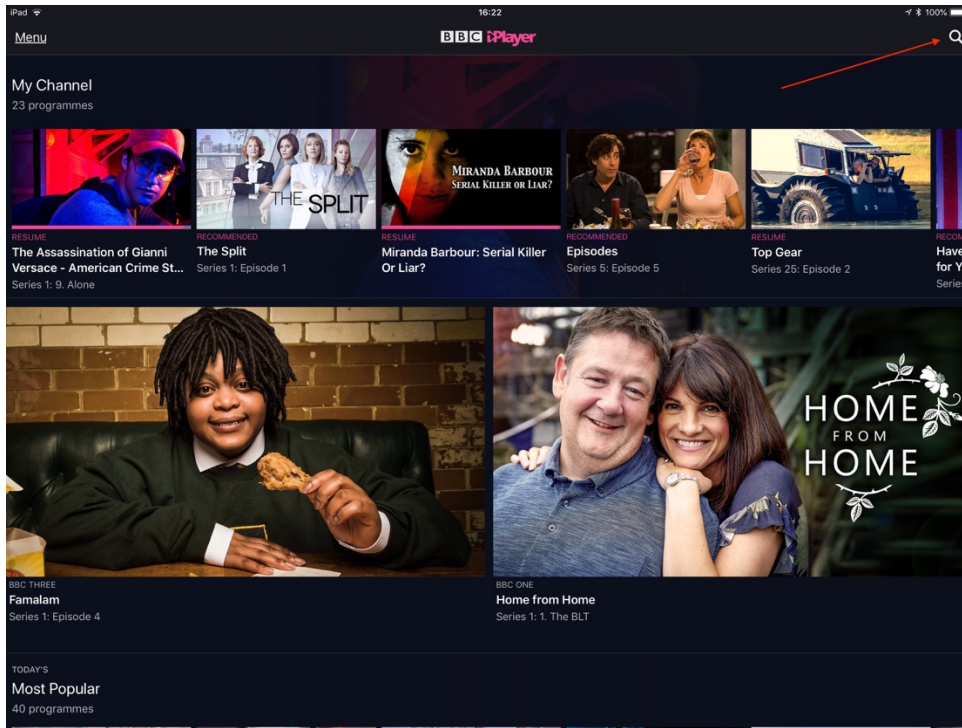 iPad
16:22
100%
Menu
BBC iPlayer
My Channel
23 programmes
THE SPLIT
MIRANDA BARBOUR
SERIAL KILLER OR LIAR?
RESUME
The Assassination of Gianni
Versace - American Crime St...
Series 1: 9. Alone
RECOMMENDED
The Split
Series 1: Episode 1
RESUME
Miranda Barbour: Serial Killer
Or Liar?
RECOMMENDED
Episodes
Series 5: Episode 5
RESUME
Top Gear
Series 25: Episode 2
RECOM
Have
for Y
Serie
HOME
FROM
HOME
BBC THREE
Famalam
Series 1: Episode 4
BBC ONE
Home from Home
Series 1: 1. The BLT
TODAY'S
Most Popular
40 programmes